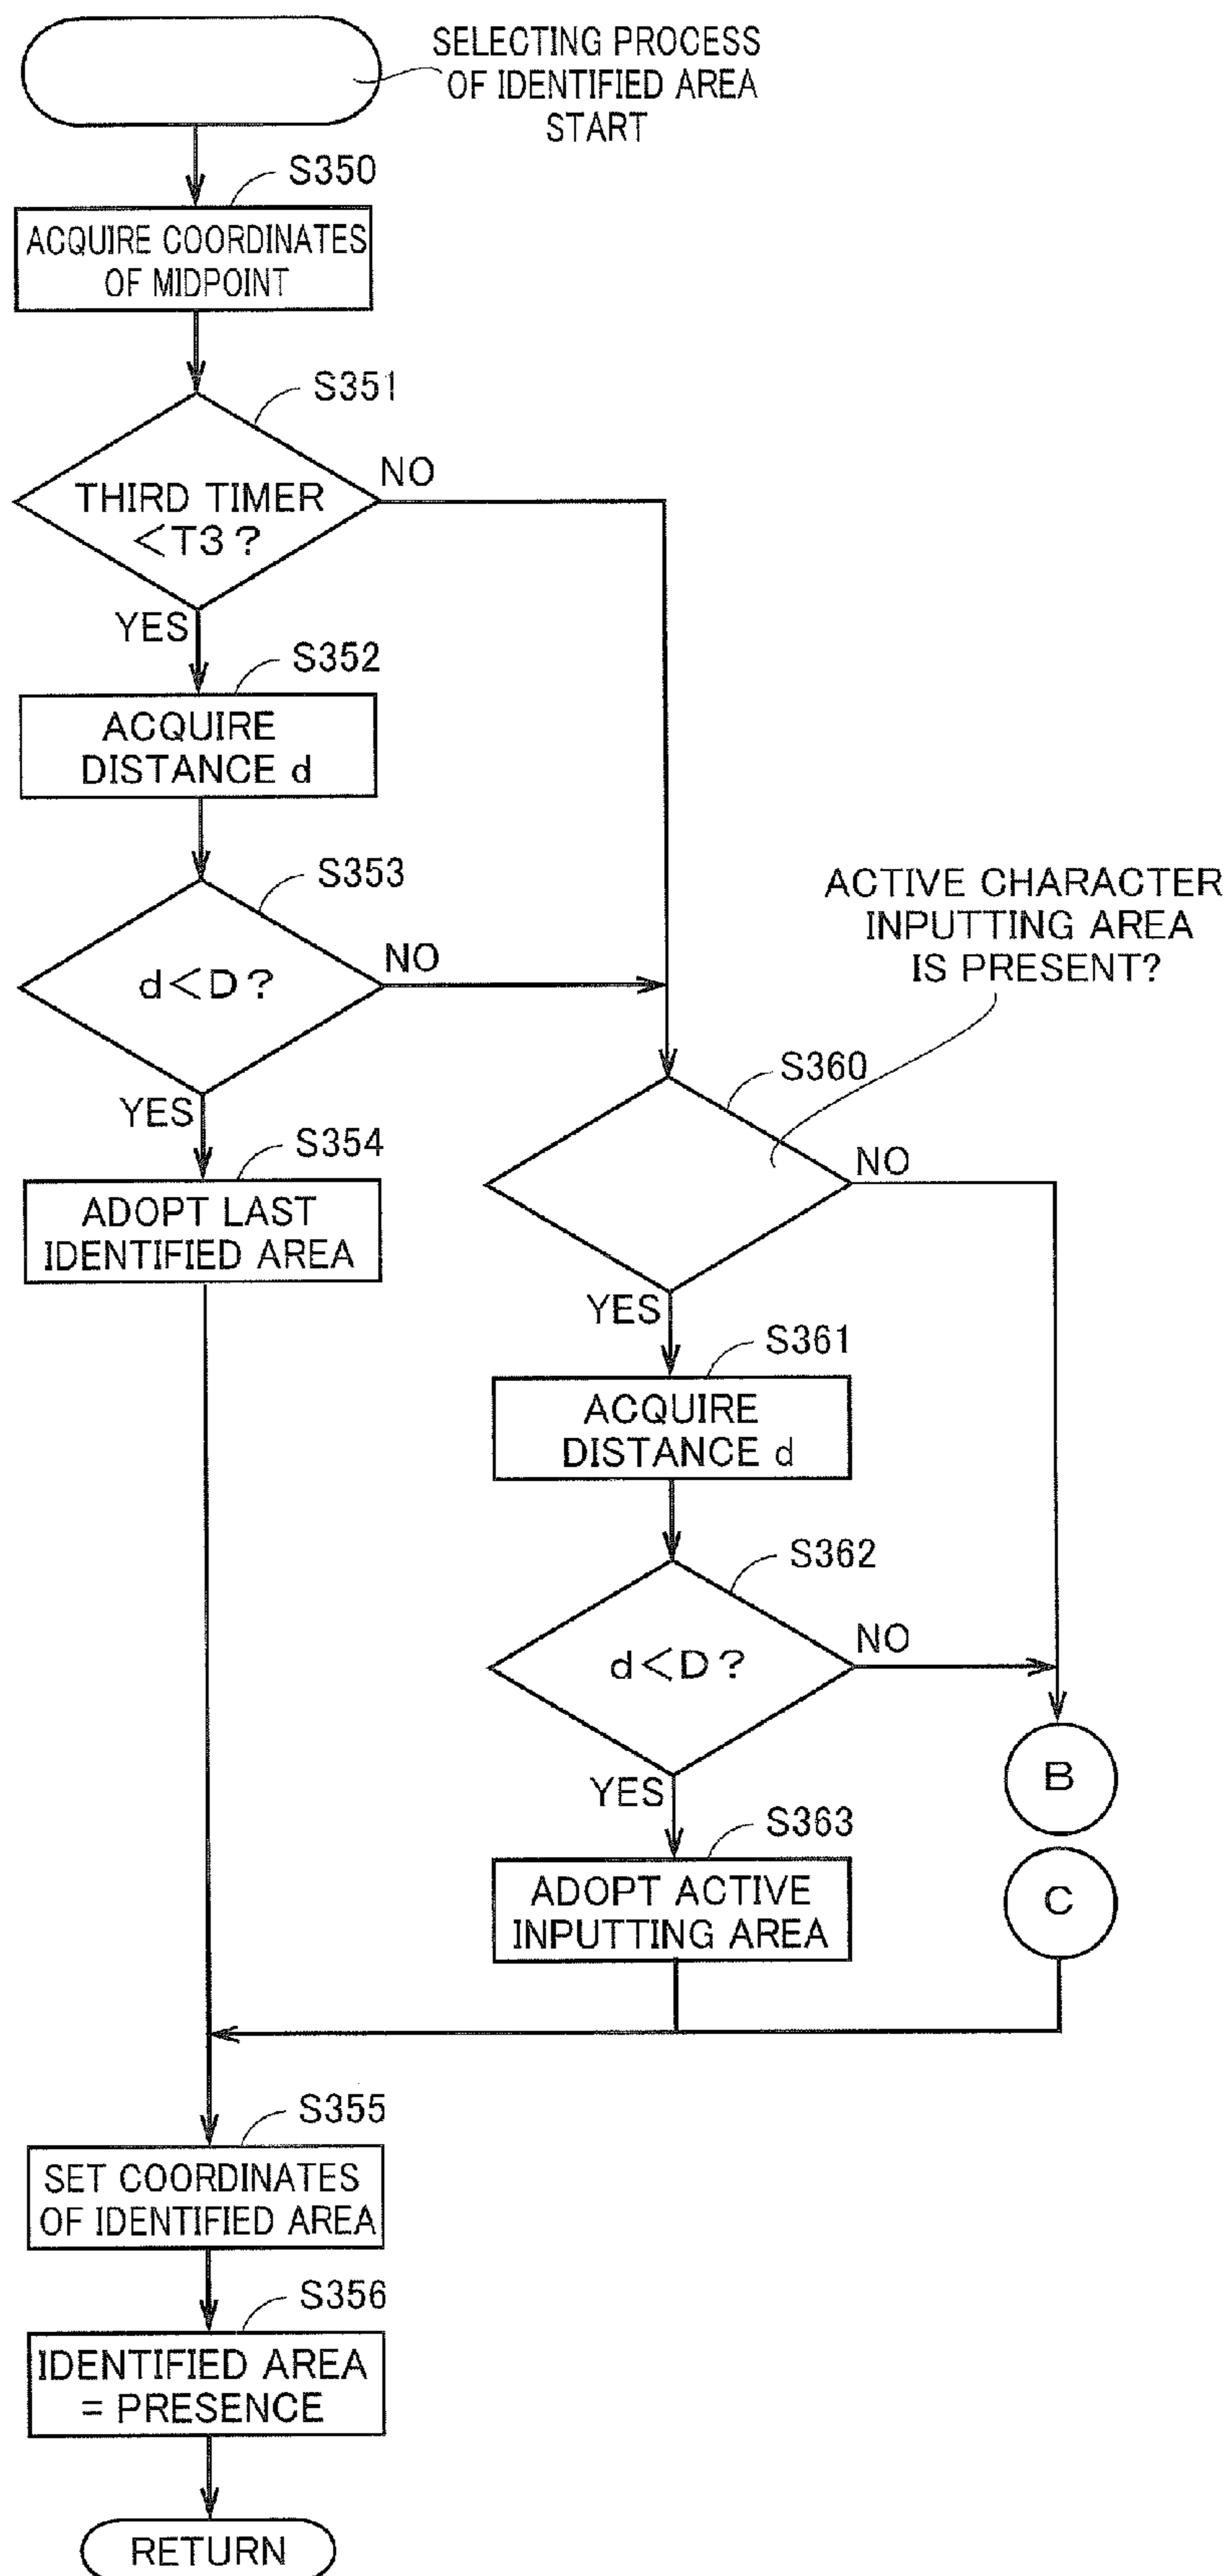 SELECTING PROCESS
OF IDENTIFIED AREA
START
S350
ACQUIRE COORDINATES
OF MIDPOINT
S351
THIRD TIMER
<T3?
NO
YES
S352
ACQUIRE
DISTANCE d
S353
d<D?
NO
YES
S354
ADOPT LAST
IDENTIFIED AREA
ACTIVE CHARACTER
INPUTTING AREA
IS PRESENT?
S360
NO
YES
S361
ACQUIRE
DISTANCE d
S362
d<D?
NO
YES
B
S363
ADOPT ACTIVE
INPUTTING AREA
C
S355
SET COORDINATES
OF IDENTIFIED AREA
S356
IDENTIFIED AREA
= PRESENCE
RETURN